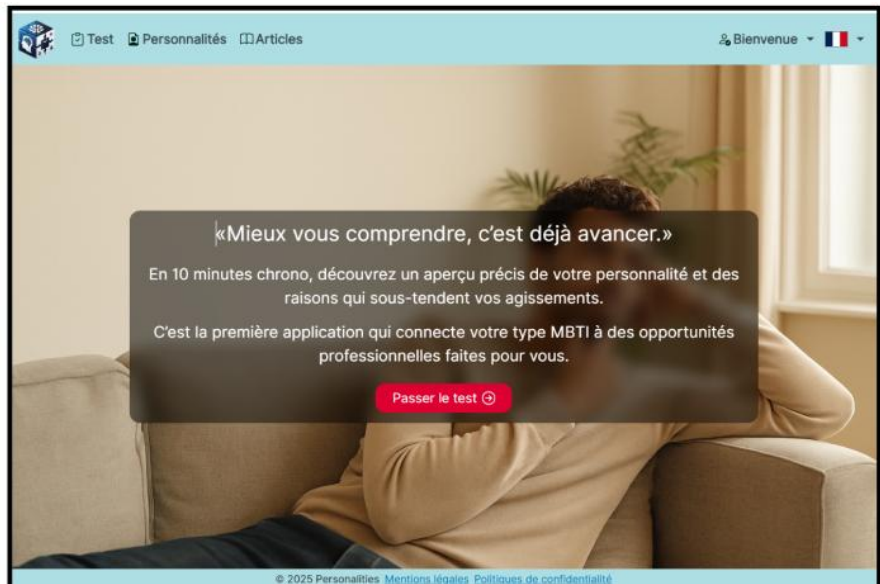 Test Personnalités Articles Bienvenue
«Mieux vous comprendre, c'est déjà avancer.»
En 10 minutes chrono, découvrez un aperçu précis de votre personnalité et des
raisons qui sous-tendent vos agissements.
C'est la première application qui connecte votre type MBTI à des opportunités
professionnelles faites pour vous.
Passer le test
© 2025 Personalities Mentions légales Politiques de confidentialité